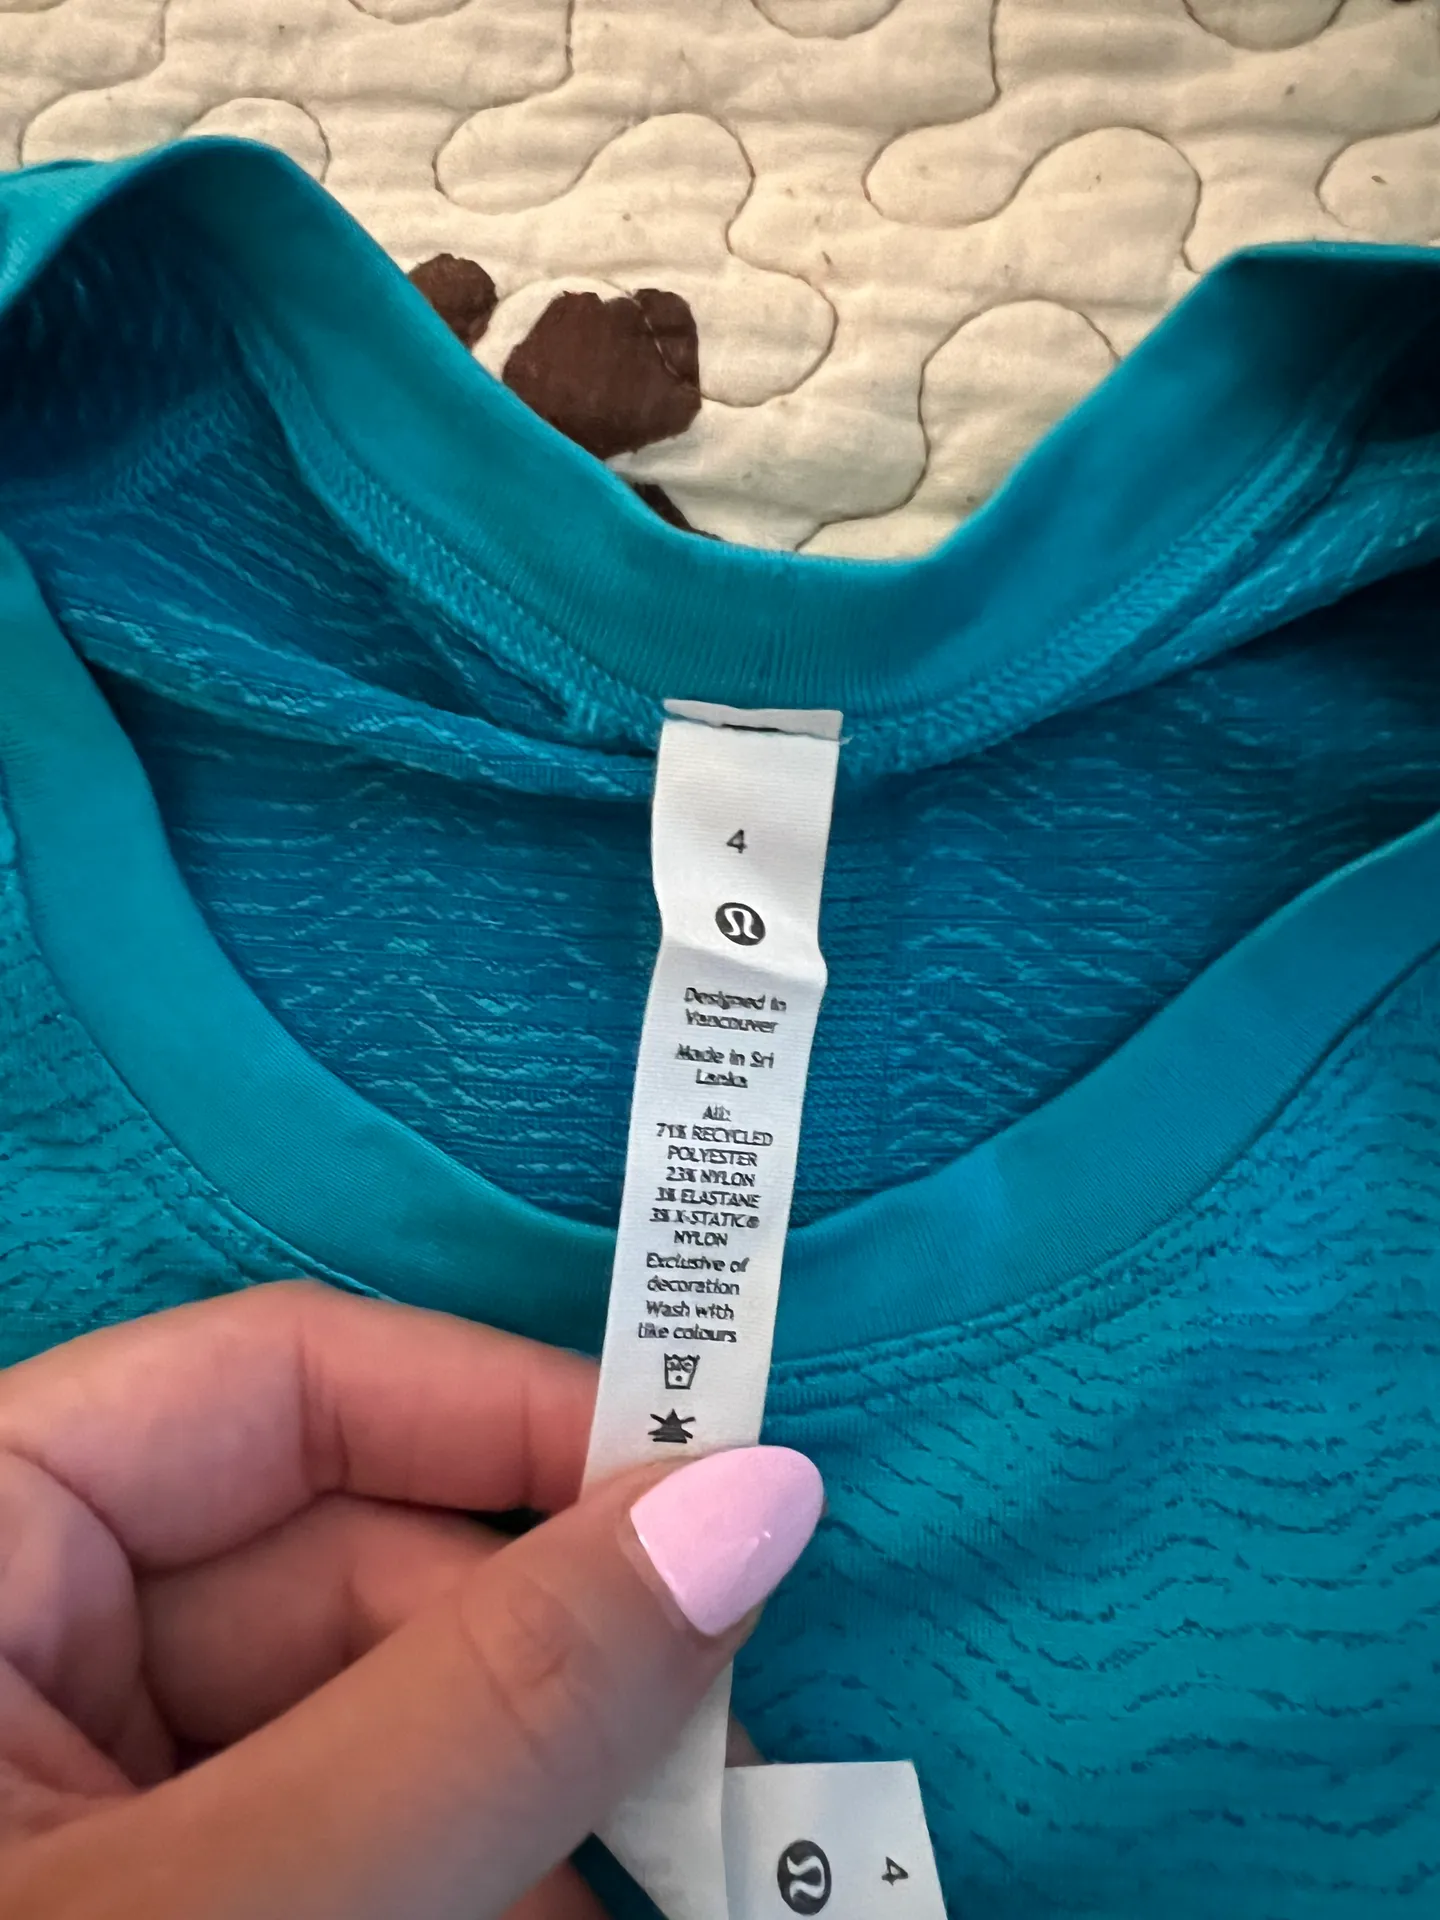 4
Designed in
Vancouver
Made in Sri
Lanka
All:
71% RECYCLED
POLYESTER
23% NYLON
3% ELASTANE
3% X-STATIC®
NYLON
Exclusive of
decoration
Wash with
like colours
30°C
4